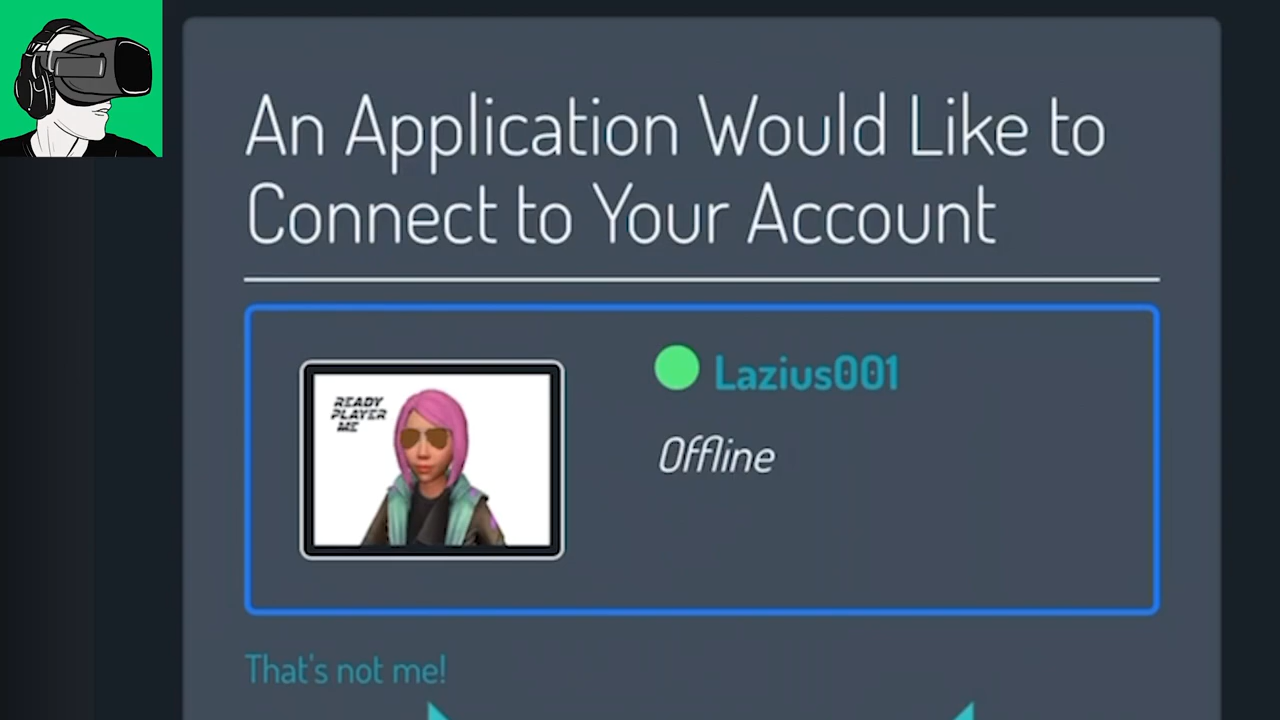 An Application Would Like to
Connect to Your Account
Lazius001
READY
PLAYER
ME
Offline
That's not me!